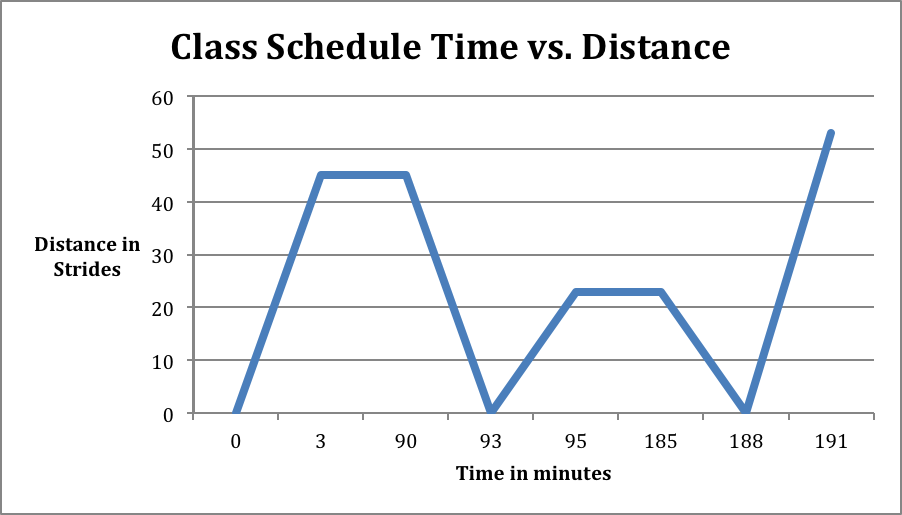 Class Schedule Time vs. Distance
60
50
40
30
20
10
0
Distance in
Strides
0 3 90 93 95 185 188 191
Time in minutes